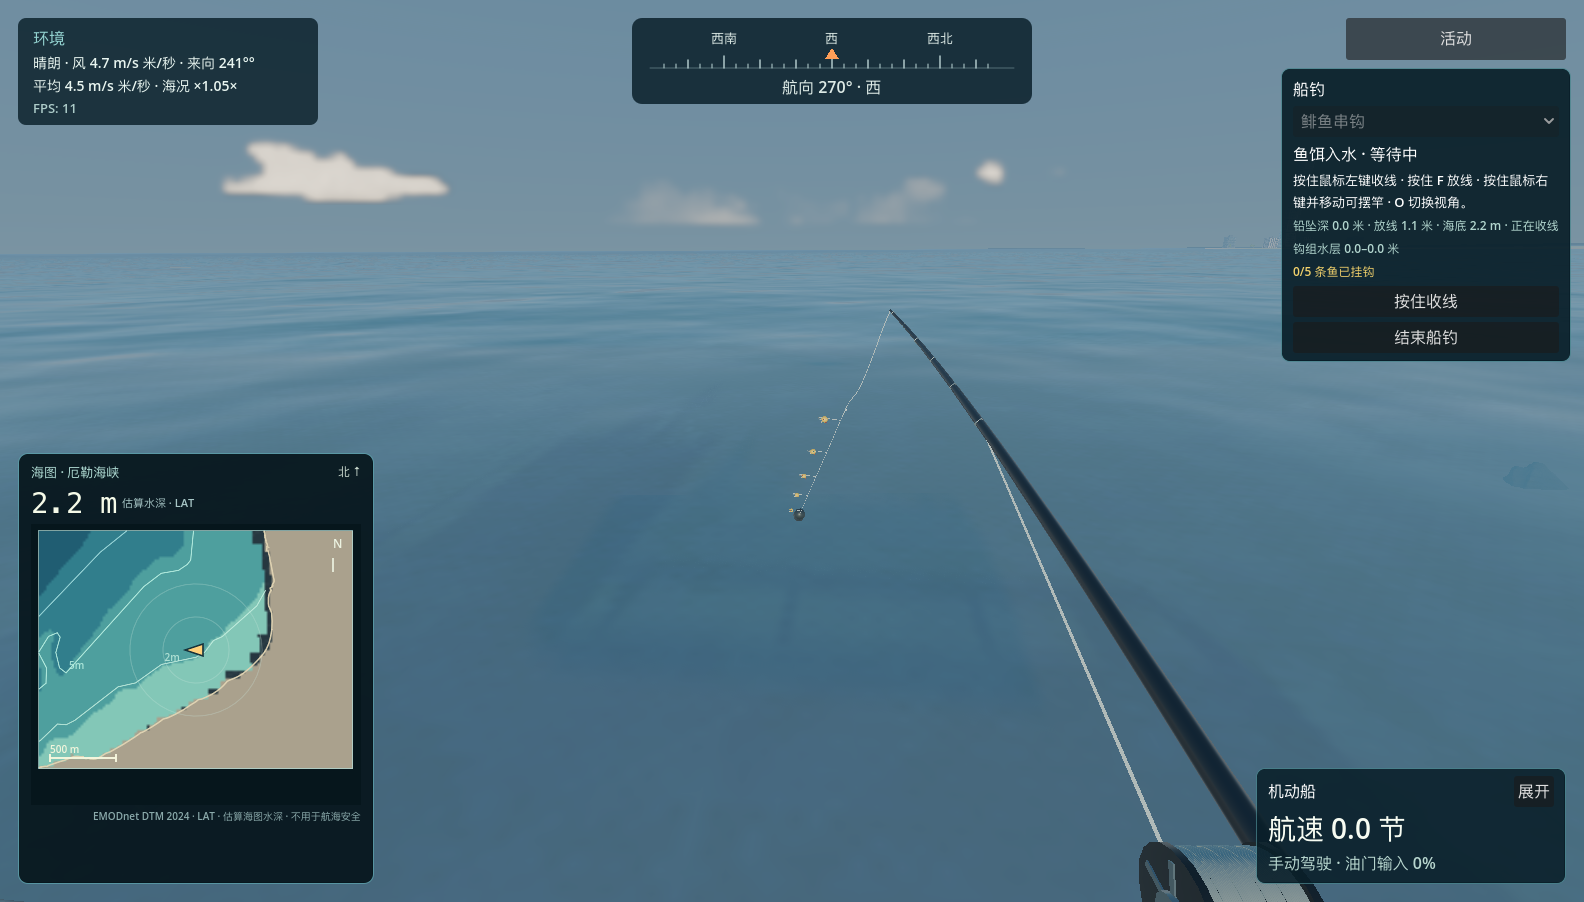 环境
晴朗 · 风 4.7 m/s 米/秒 · 来向 241°°
平均 4.5 m/s 米/秒 · 海况 ×1.05×
FPS: 11
西南 西 西北
航向 270° · 西
活动
船钓
鲱鱼串钩
鱼饵入水 · 等待中
按住鼠标左键收线 · 按住 F 放线 · 按住鼠标右
键并移动可摆竿 · O 切换视角。
铅坠深 0.0 米 · 放线 1.1 米 · 海底 2.2 m · 正在收线
钩组水层 0.0–0.0 米
0/5 条鱼已挂钩
按住收线
结束船钓
海图 · 厄勒海峡 北 ↑
2.2 m 估算水深 · LAT
N
2m
5m
500 m
EMODnet DTM 2024 · LAT · 估算海图水深 · 不用于航海安全
机动船 展开
航速 0.0 节
手动驾驶 · 油门输入 0%